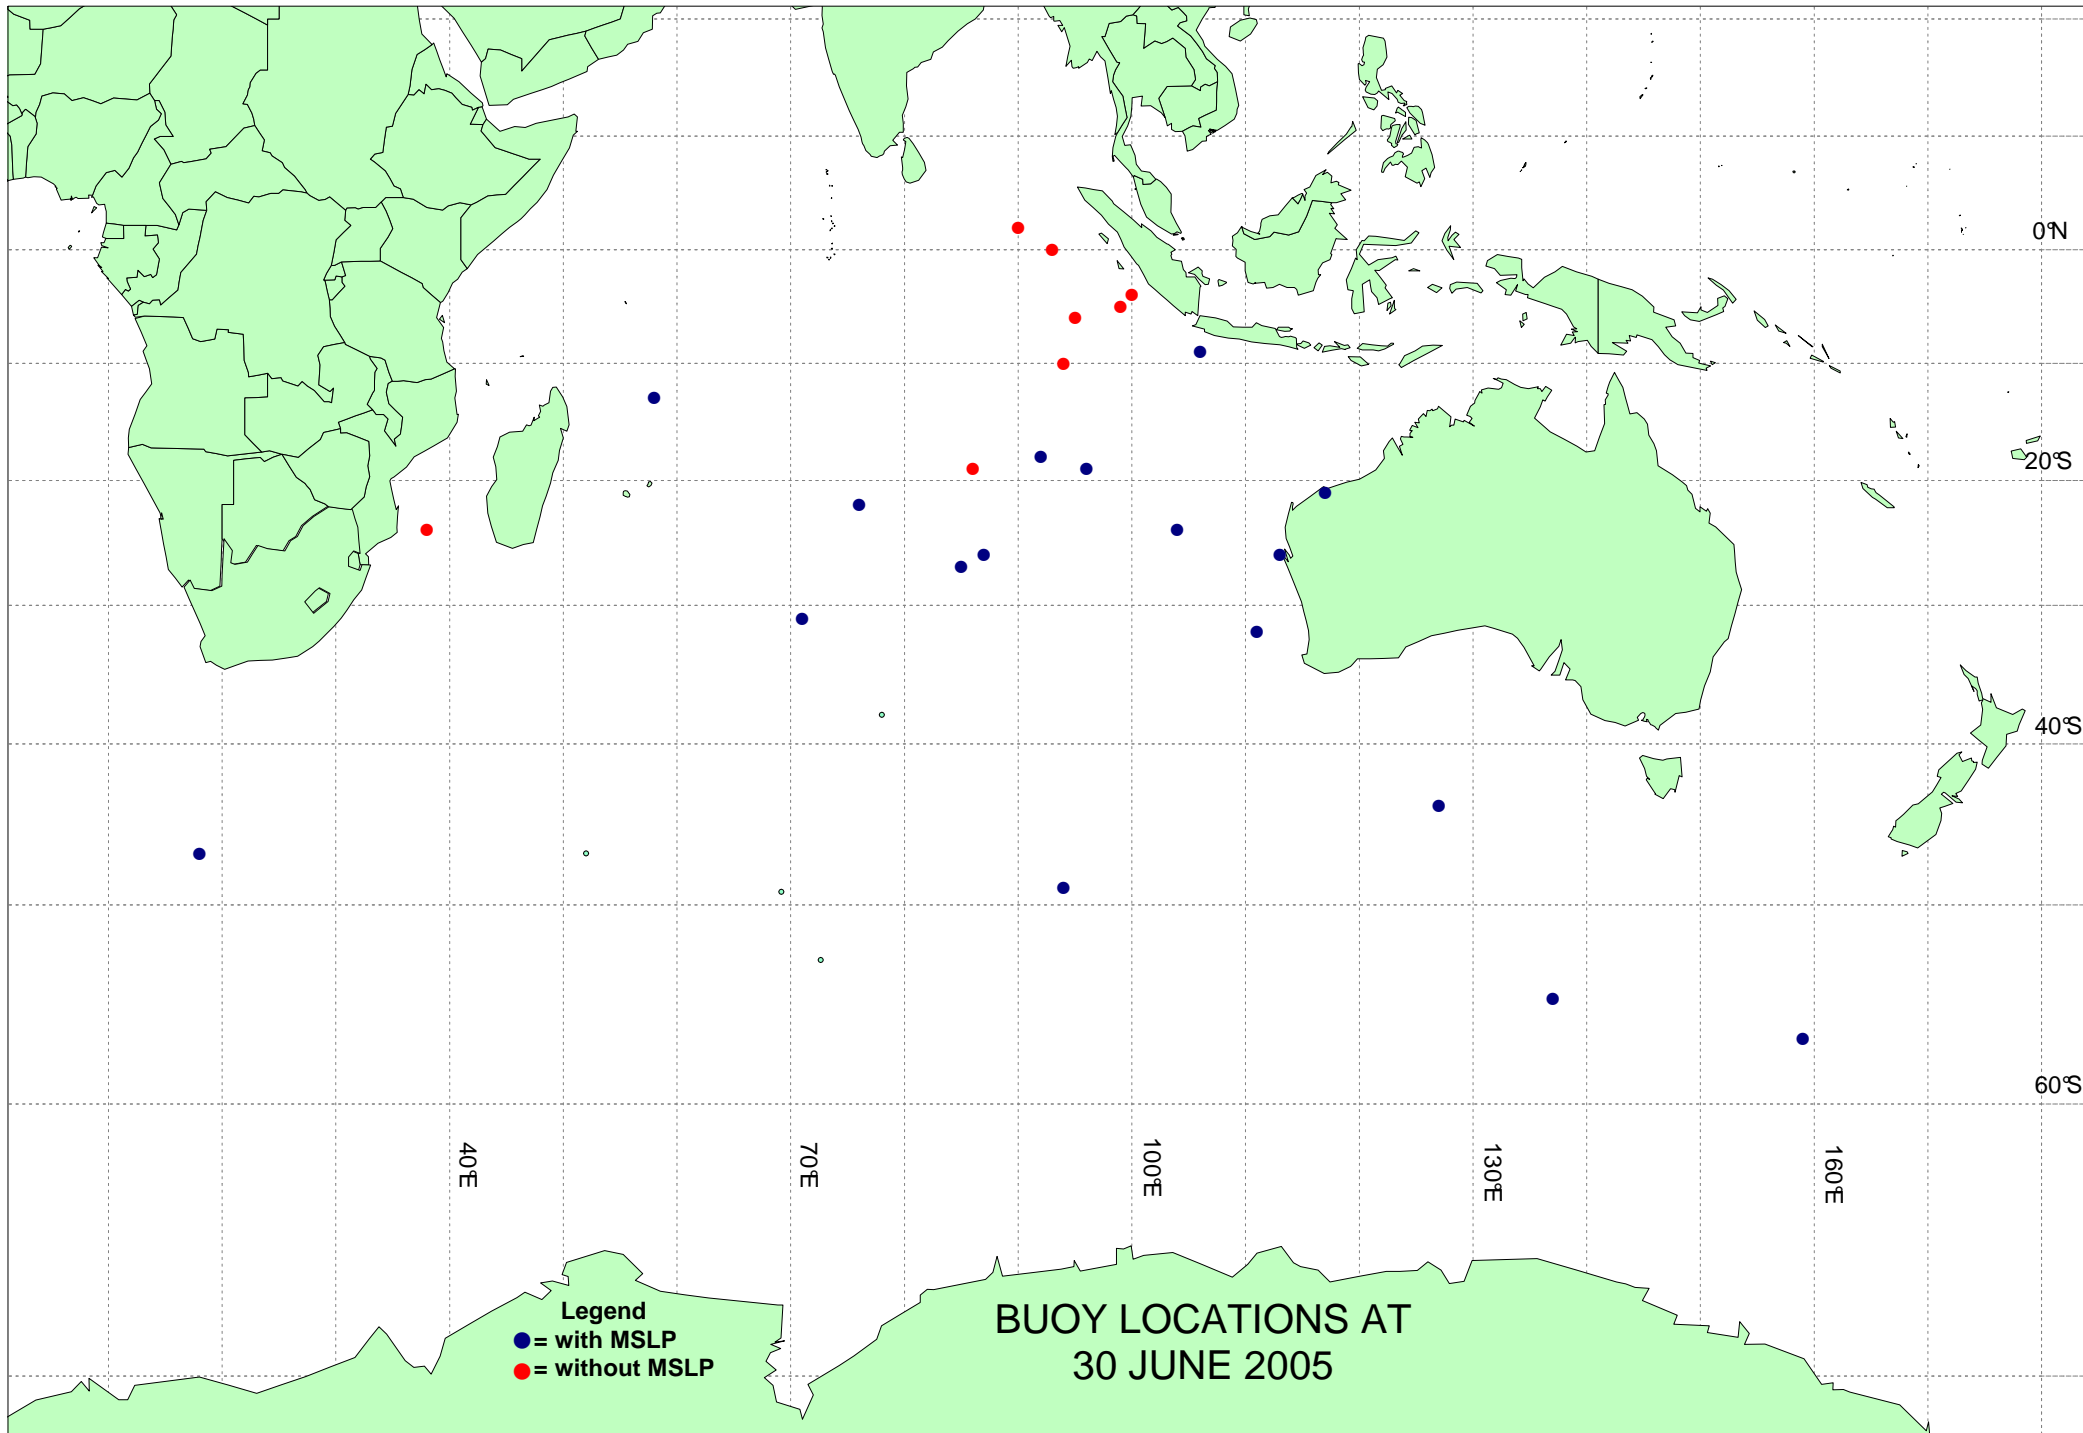 0°N
20°S
40°S
60°S
40°E
70°E
100°E
130°E
160°E
Legend
= with MSLP
= without MSLP
BUOY LOCATIONS AT
30 JUNE 2005